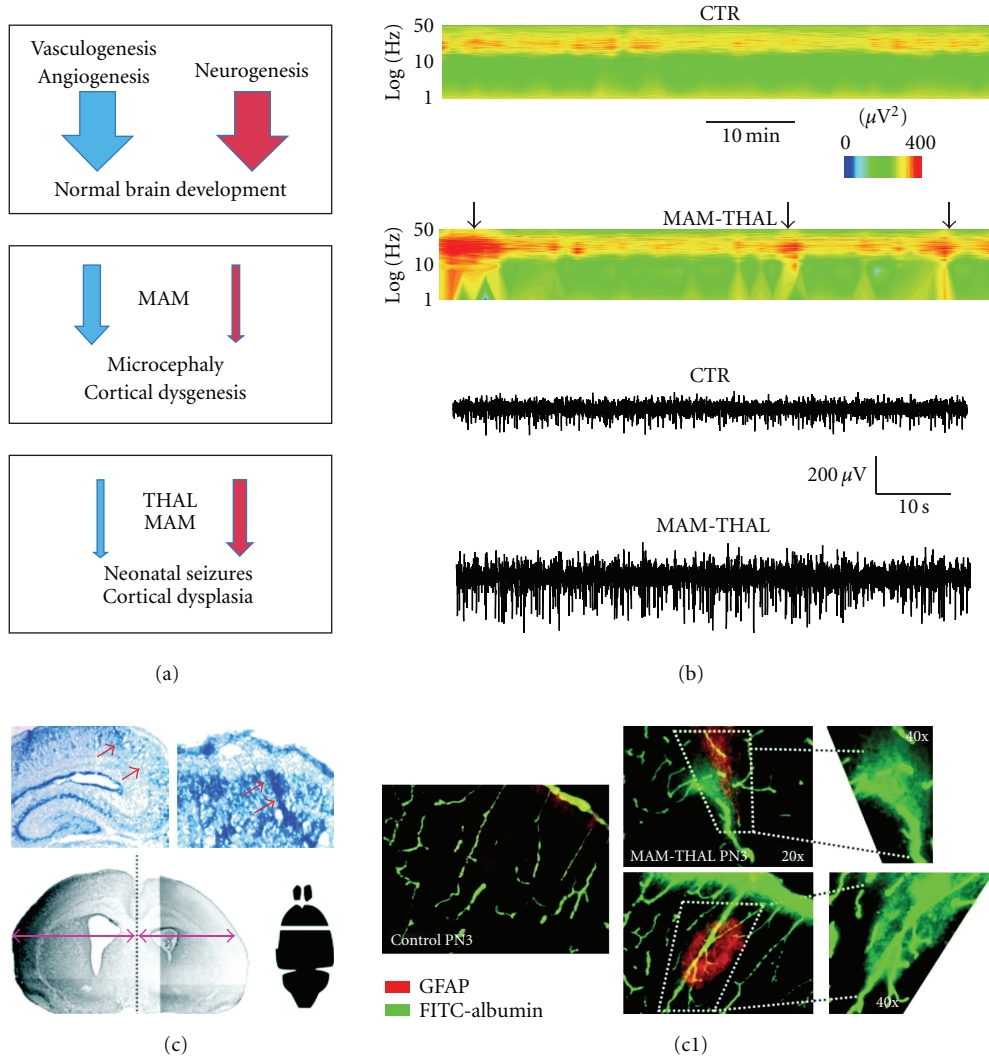 Vasculogenesis
Angiogenesis
Neurogenesis
Normal brain development
MAM
Microcephaly
Cortical dysgenesis
THAL
MAM
Neonatal seizures
Cortical dysplasia
(a)
CTR
Log (Hz)
50
10
1
10 min
(μV²)
0 400
MAM-THAL
Log (Hz)
50
10
1
CTR
200 μV
10 s
MAM-THAL
(b)
(c)
Control PN3
GFAP
FITC-albumin
MAM-THAL PN3
20x
40x
40x
(c1)